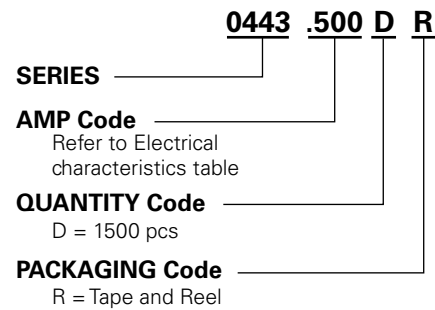 0443 .500 D R
SERIES
AMP Code
Refer to Electrical
characteristics table
QUANTITY Code
D = 1500 pcs
PACKAGING Code
R = Tape and Reel